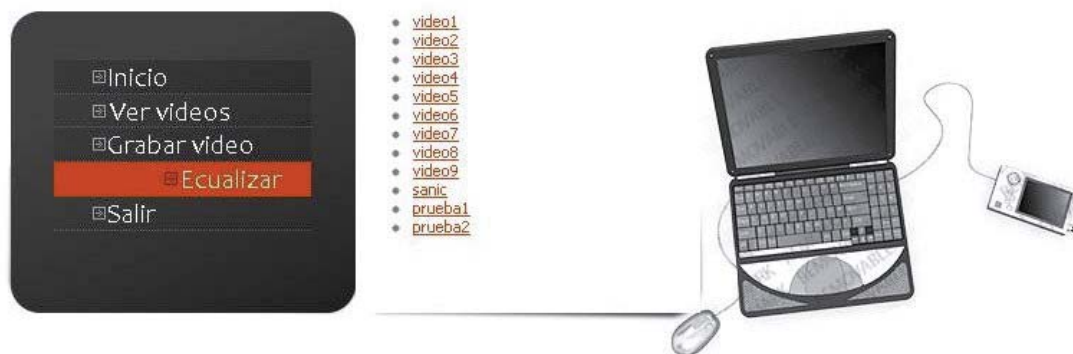 Inicio
Ver videos
Grabar video
Ecualizar
Salir
video1
video2
video3
video4
video5
video6
video7
video8
video9
sanic
prueba1
prueba2